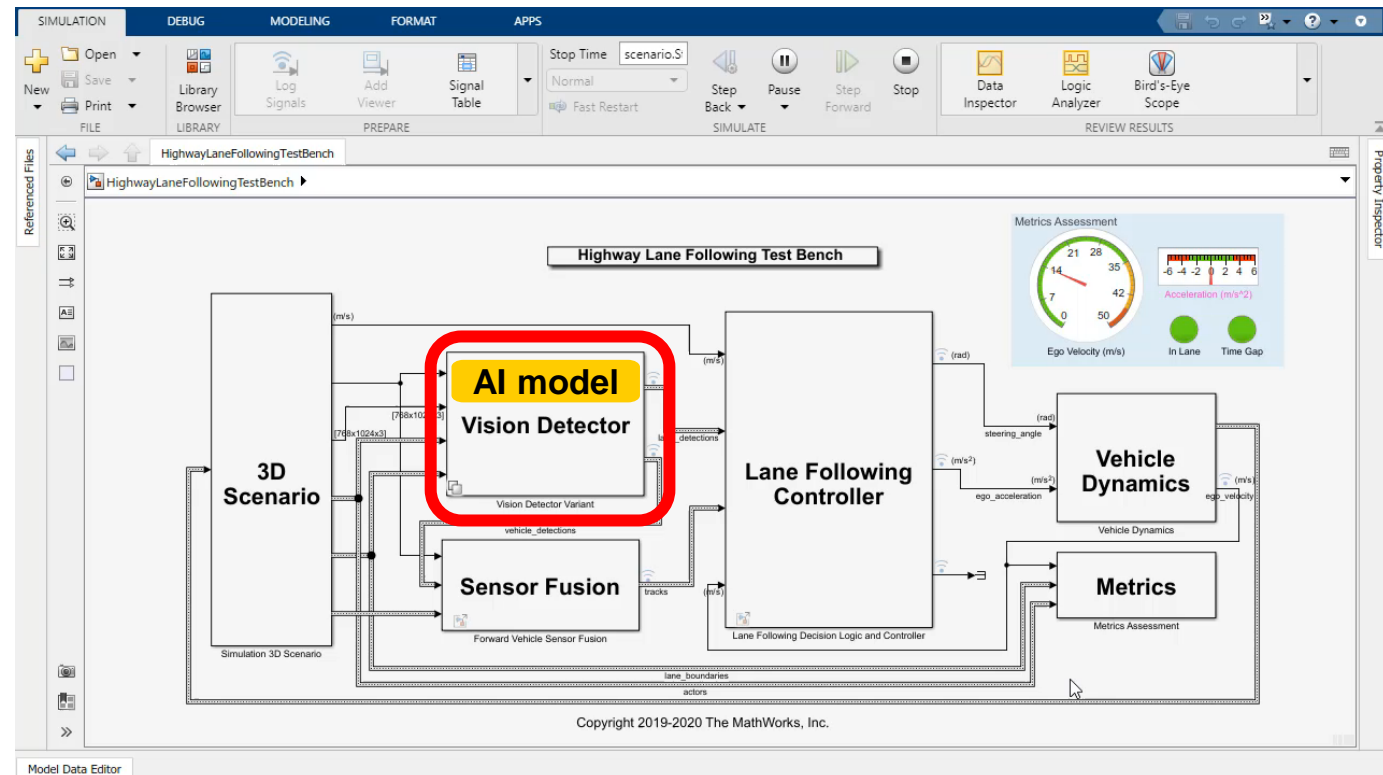 SIMULATION DEBUG MODELING FORMAT APPS
New
Open
Save
Print
FILE
Library
Browser
LIBRARY
Log
Signals
Add
Viewer
Signal
Table
PREPARE
Stop Time scenario.S
Normal
Fast Restart
Step
Back
Pause
Step
Forward
Stop
SIMULATE
Data
Inspector
Logic
Analyzer
Bird's-Eye
Scope
REVIEW RESULTS
Referenced Files
Property Inspector
HighwayLaneFollowingTestBench
HighwayLaneFollowingTestBench
Highway Lane Following Test Bench
Metrics Assessment
0 7 14 21 28 35 42 50
Ego Velocity (m/s)
-6 -4 -2 0 2 4 6
Acceleration (m/s^2)
In Lane Time Gap
3D
Scenario
Simulation 3D Scenario
(m/s)
[768x1024x3]
AI model
Vision Detector
Vision Detector Variant
vehicle_detections
Sensor Fusion
Forward Vehicle Sensor Fusion
tracks
(m/s)
(m/s)
Lane Following
Controller
Lane Following Decision Logic and Controller
(rad)
(rad)
steering_angle
(m/s²)
(m/s²)
ego_acceleration
Vehicle
Dynamics
Vehicle Dynamics
(m/s)
ego_velocity
Metrics
Metrics Assessment
lane_boundaries
actors
Copyright 2019-2020 The MathWorks, Inc.
Model Data Editor